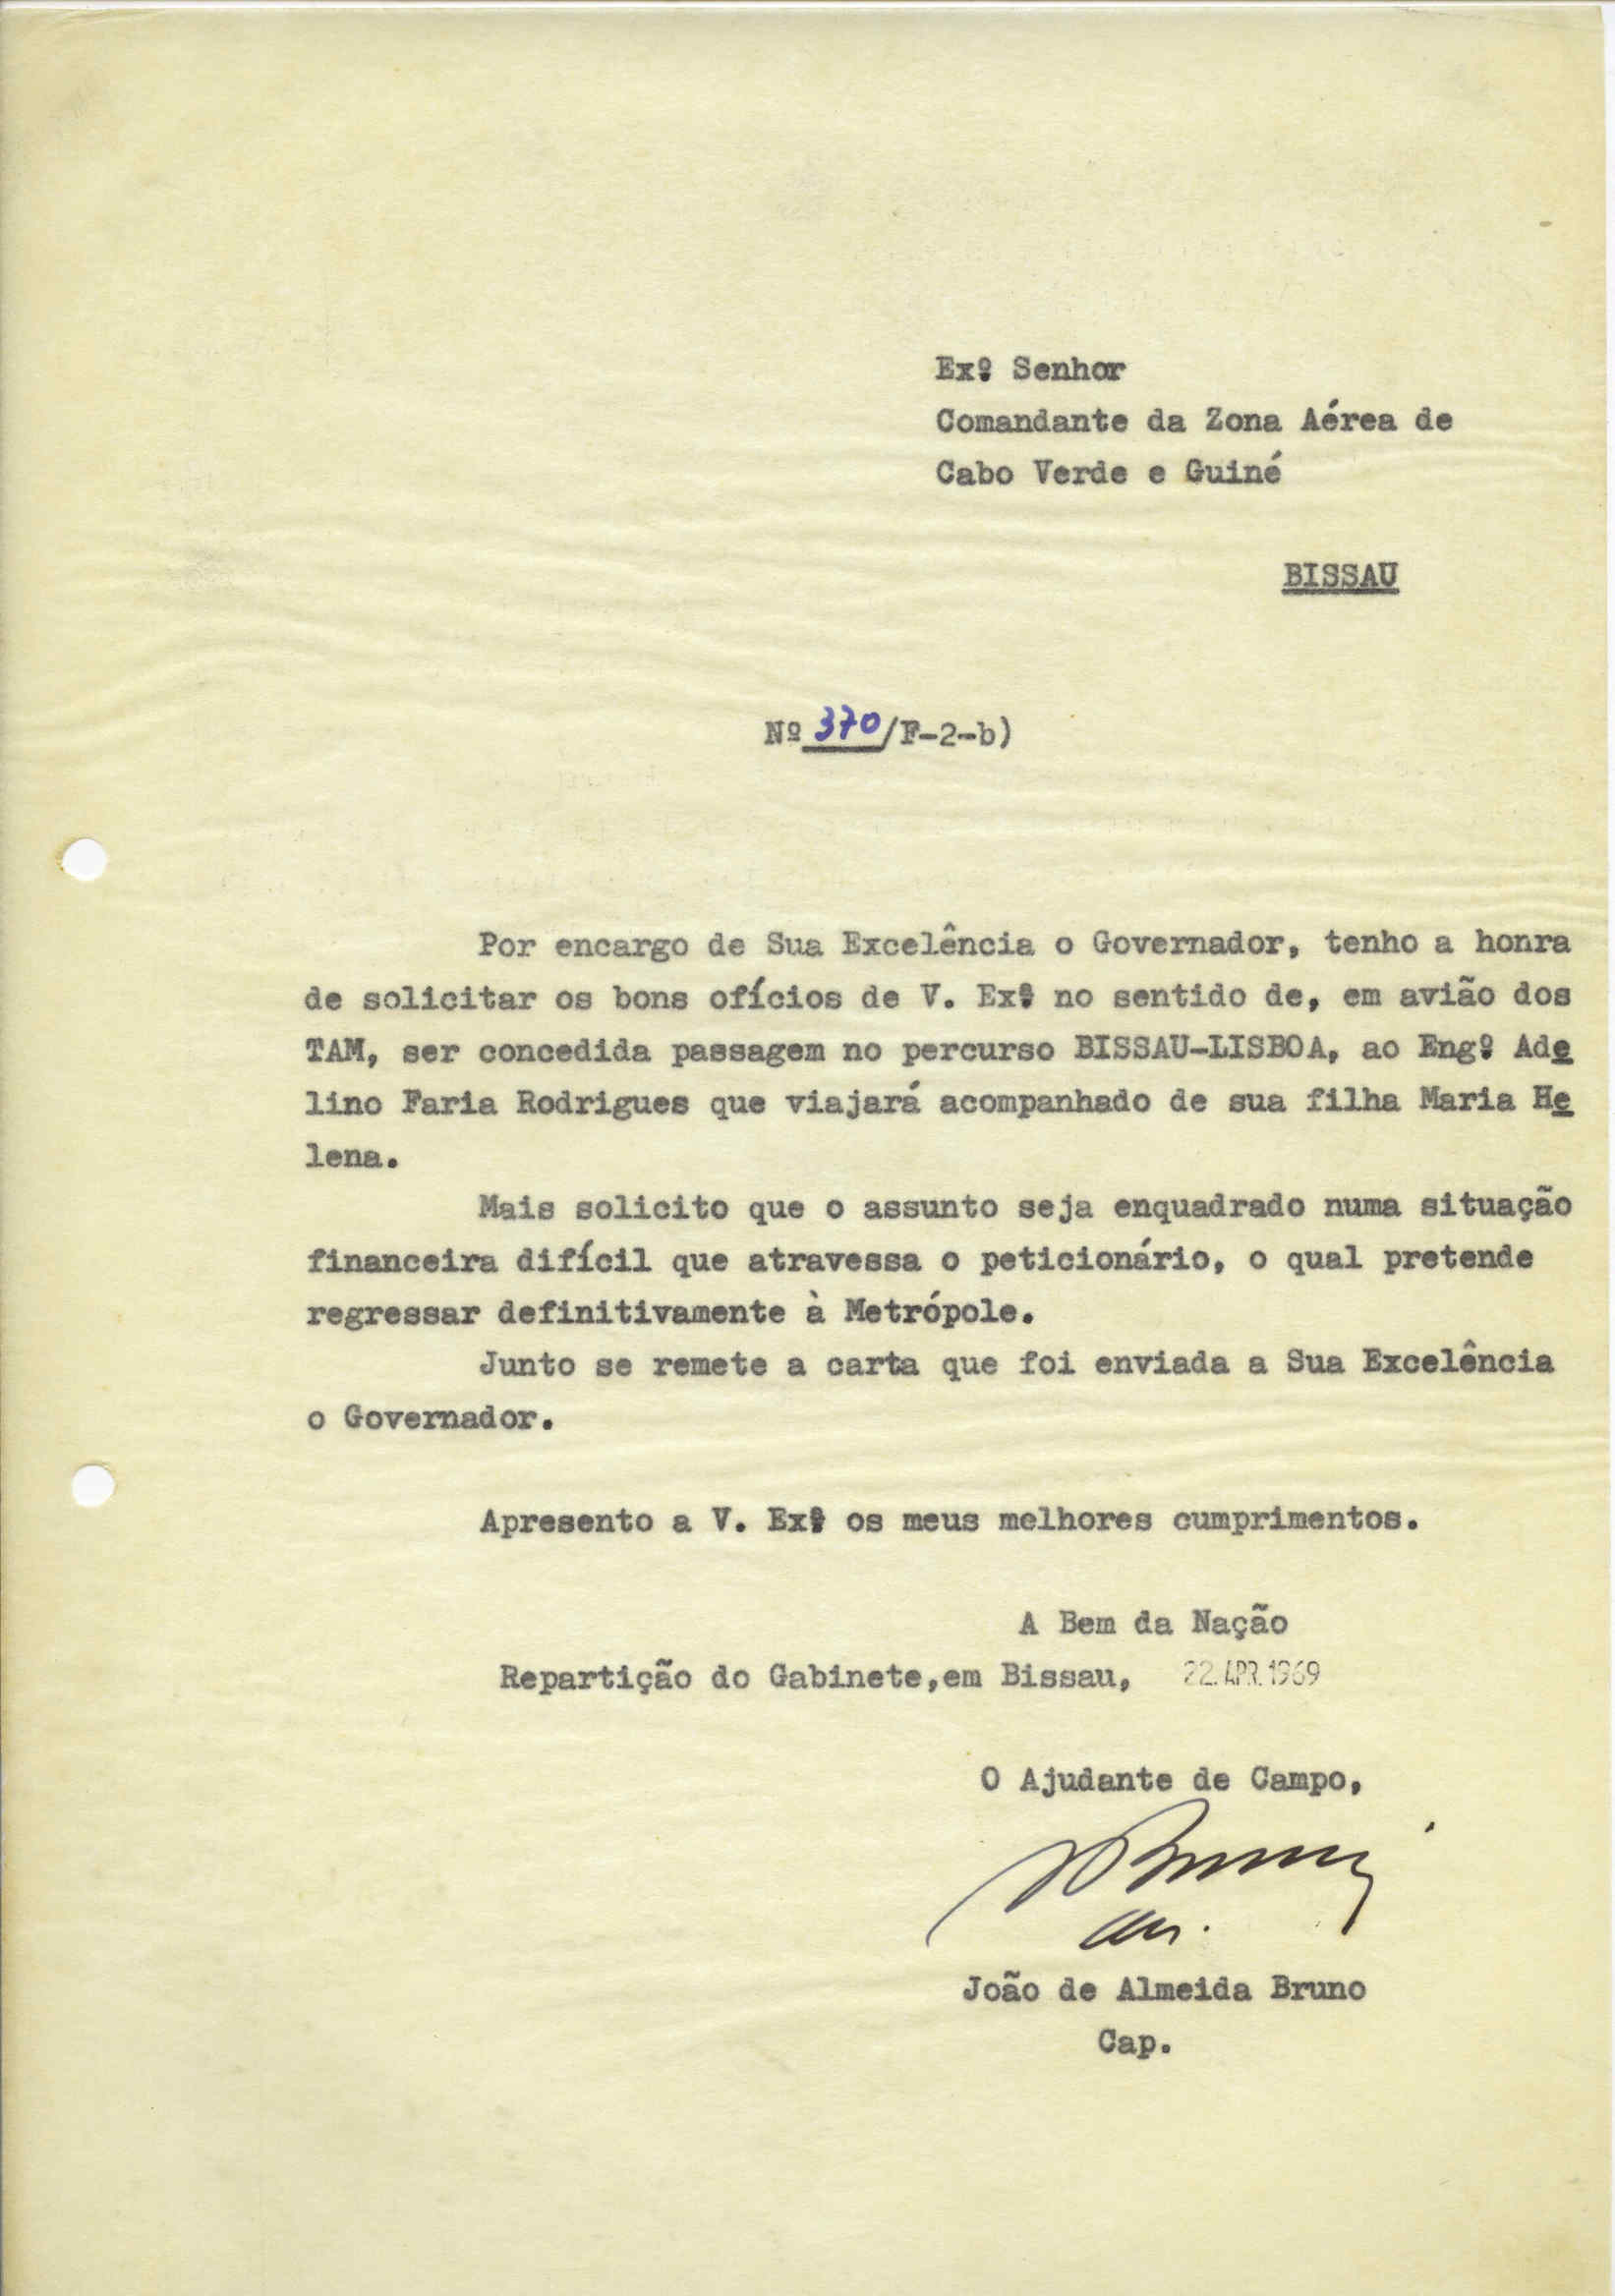 Exº Senhor
Comandante da Zona Aérea de
Cabo Verde e Guiné
BISSAU
Nº 370/F-2-b)
Por encargo de Sua Excelência o Governador, tenho a honra
de solicitar os bons ofícios de V. Exª no sentido de, em avião dos
TAM, ser concedida passagem no percurso BISSAU-LISBOA, ao Engº Ade
lino Faria Rodrigues que viajará acompanhado de sua filha Maria He
lena.
Mais solicito que o assunto seja enquadrado numa situação
financeira difícil que atravessa o peticionário, o qual pretende
regressar definitivamente à Metrópole.
Junto se remete a carta que foi enviada a Sua Excelência
o Governador.
Apresento a V. Exª os meus melhores cumprimentos.
A Bem da Nação
Repartição do Gabinete,em Bissau, 22.APR.1969
O Ajudante de Campo,
João de Almeida Bruno
Cap.